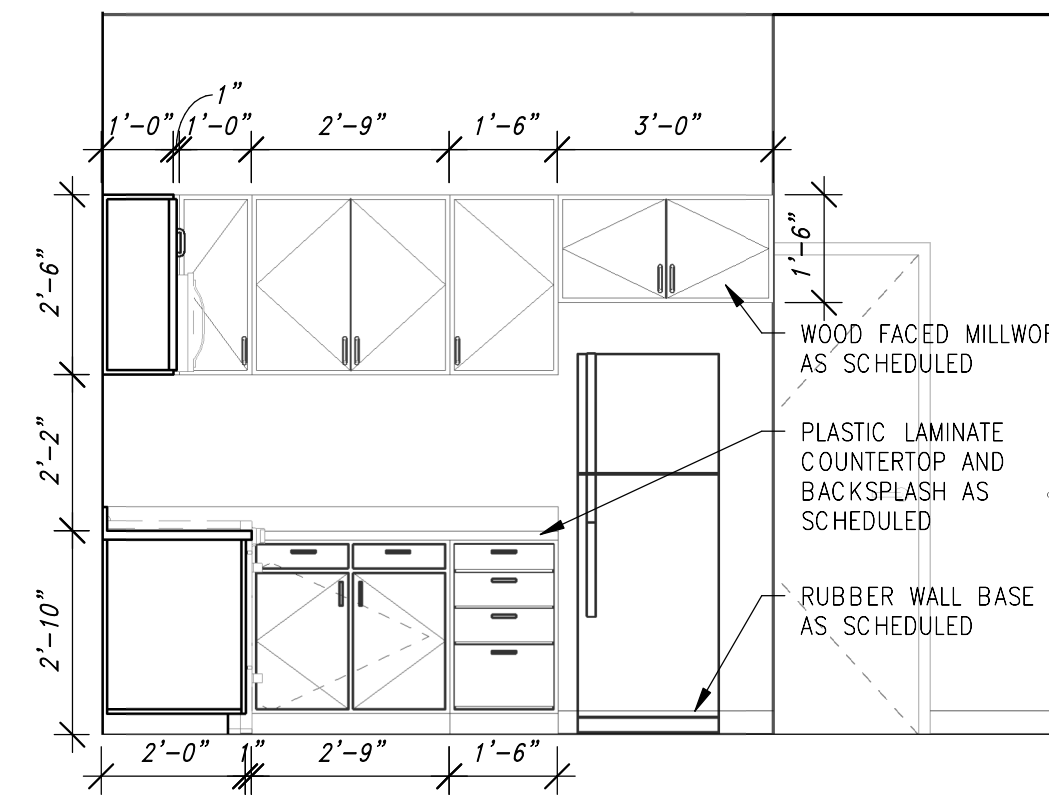 1”
1’-0” 1’-0” 2’-9” 1’-6” 3’-0”
2’-6”
1’-6”
WOOD FACED MILLWOR
AS SCHEDULED
2’-2”
PLASTIC LAMINATE
COUNTERTOP AND
BACKSPLASH AS
SCHEDULED
2’-10”
RUBBER WALL BASE
AS SCHEDULED
2’-0” 1” 2’-9” 1’-6”